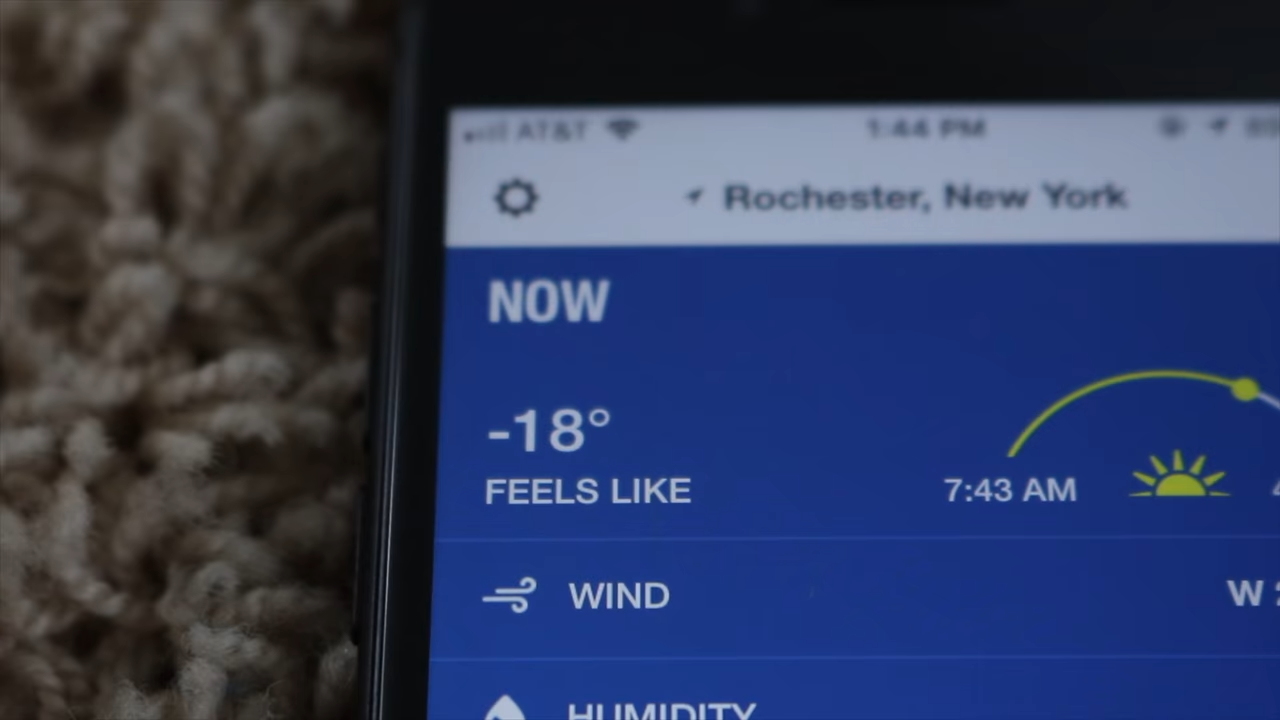 AT&T 1:44 PM
Rochester, New York
NOW
-18°
FEELS LIKE
7:43 AM
WIND
W
HUMIDITY